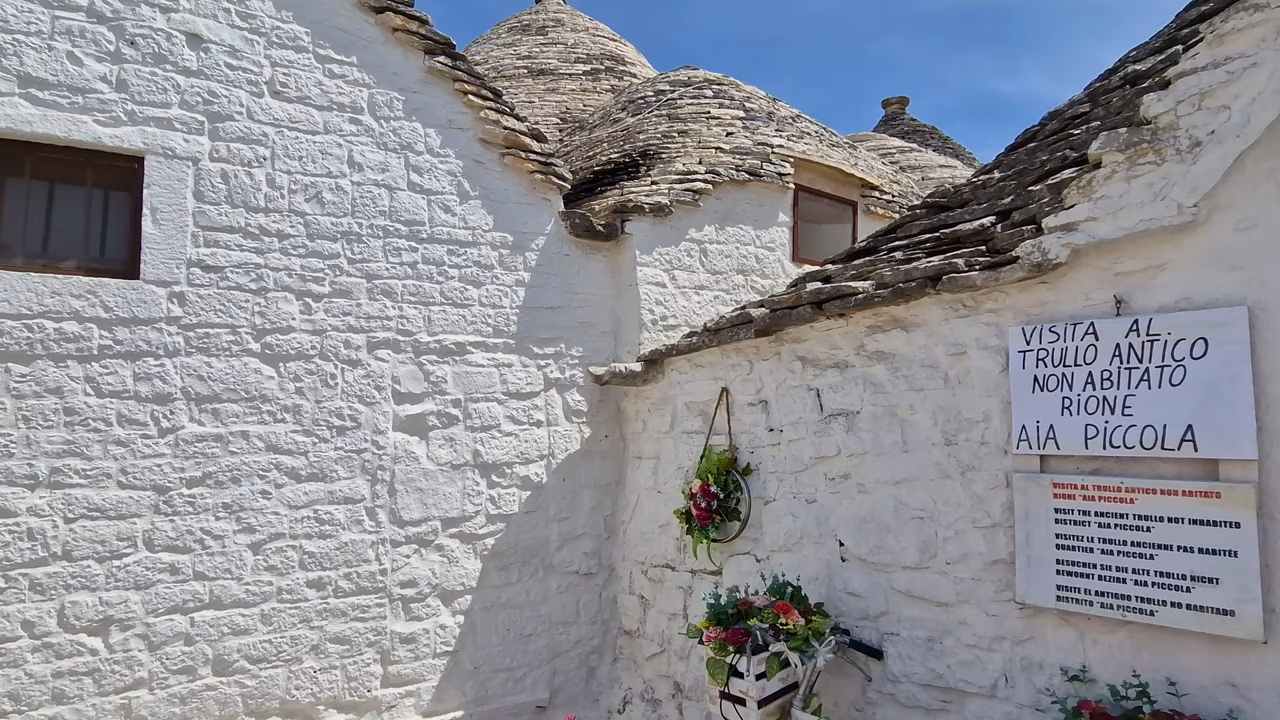 VISITA AL.
TRULLO ANTICO
NON ABITATO
RIONE
AIA PICCOLA
VISITA AL TRULLO ANTICO NON ABITATO
RIONE "AIA PICCOLA"
VISIT THE ANCIENT TRULLO NOT INHABITED
DISTRICT "AIA PICCOLA"
VISITEZ LE TRULLO ANCIENNE PAS HABITÉE
QUARTIER "AIA PICCOLA"
BESUCHEN SIE DIE ALTE TRULLO NICHT
BEWOHNT BEZIRK "AIA PICCOLA"
VISITE EL ANTIGUO TRULLO NO HABITADO
DISTRITO "AIA PICCOLA"